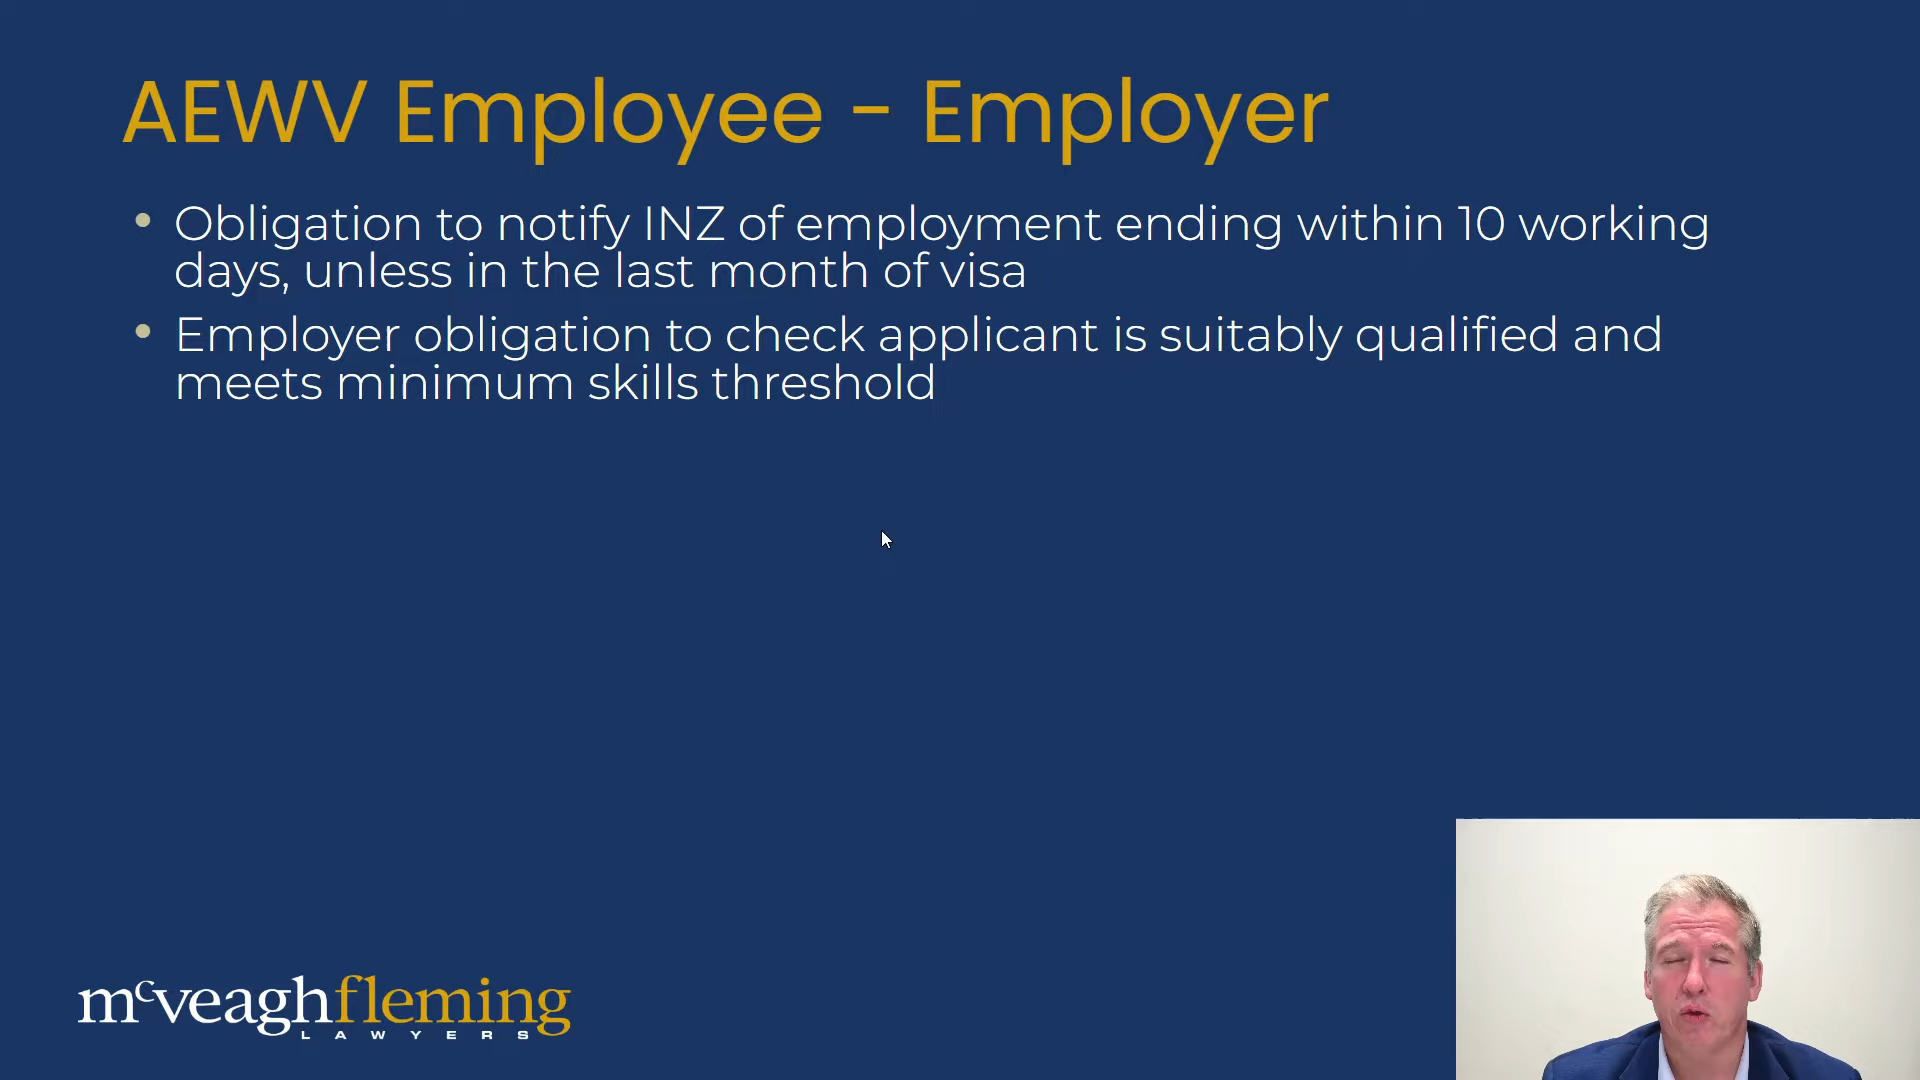 AEWV Employee - Employer
• Obligation to notify INZ of employment ending within 10 working
days, unless in the last month of visa
• Employer obligation to check applicant is suitably qualified and
meets minimum skills threshold
mcveaghfleming
LAWYERS